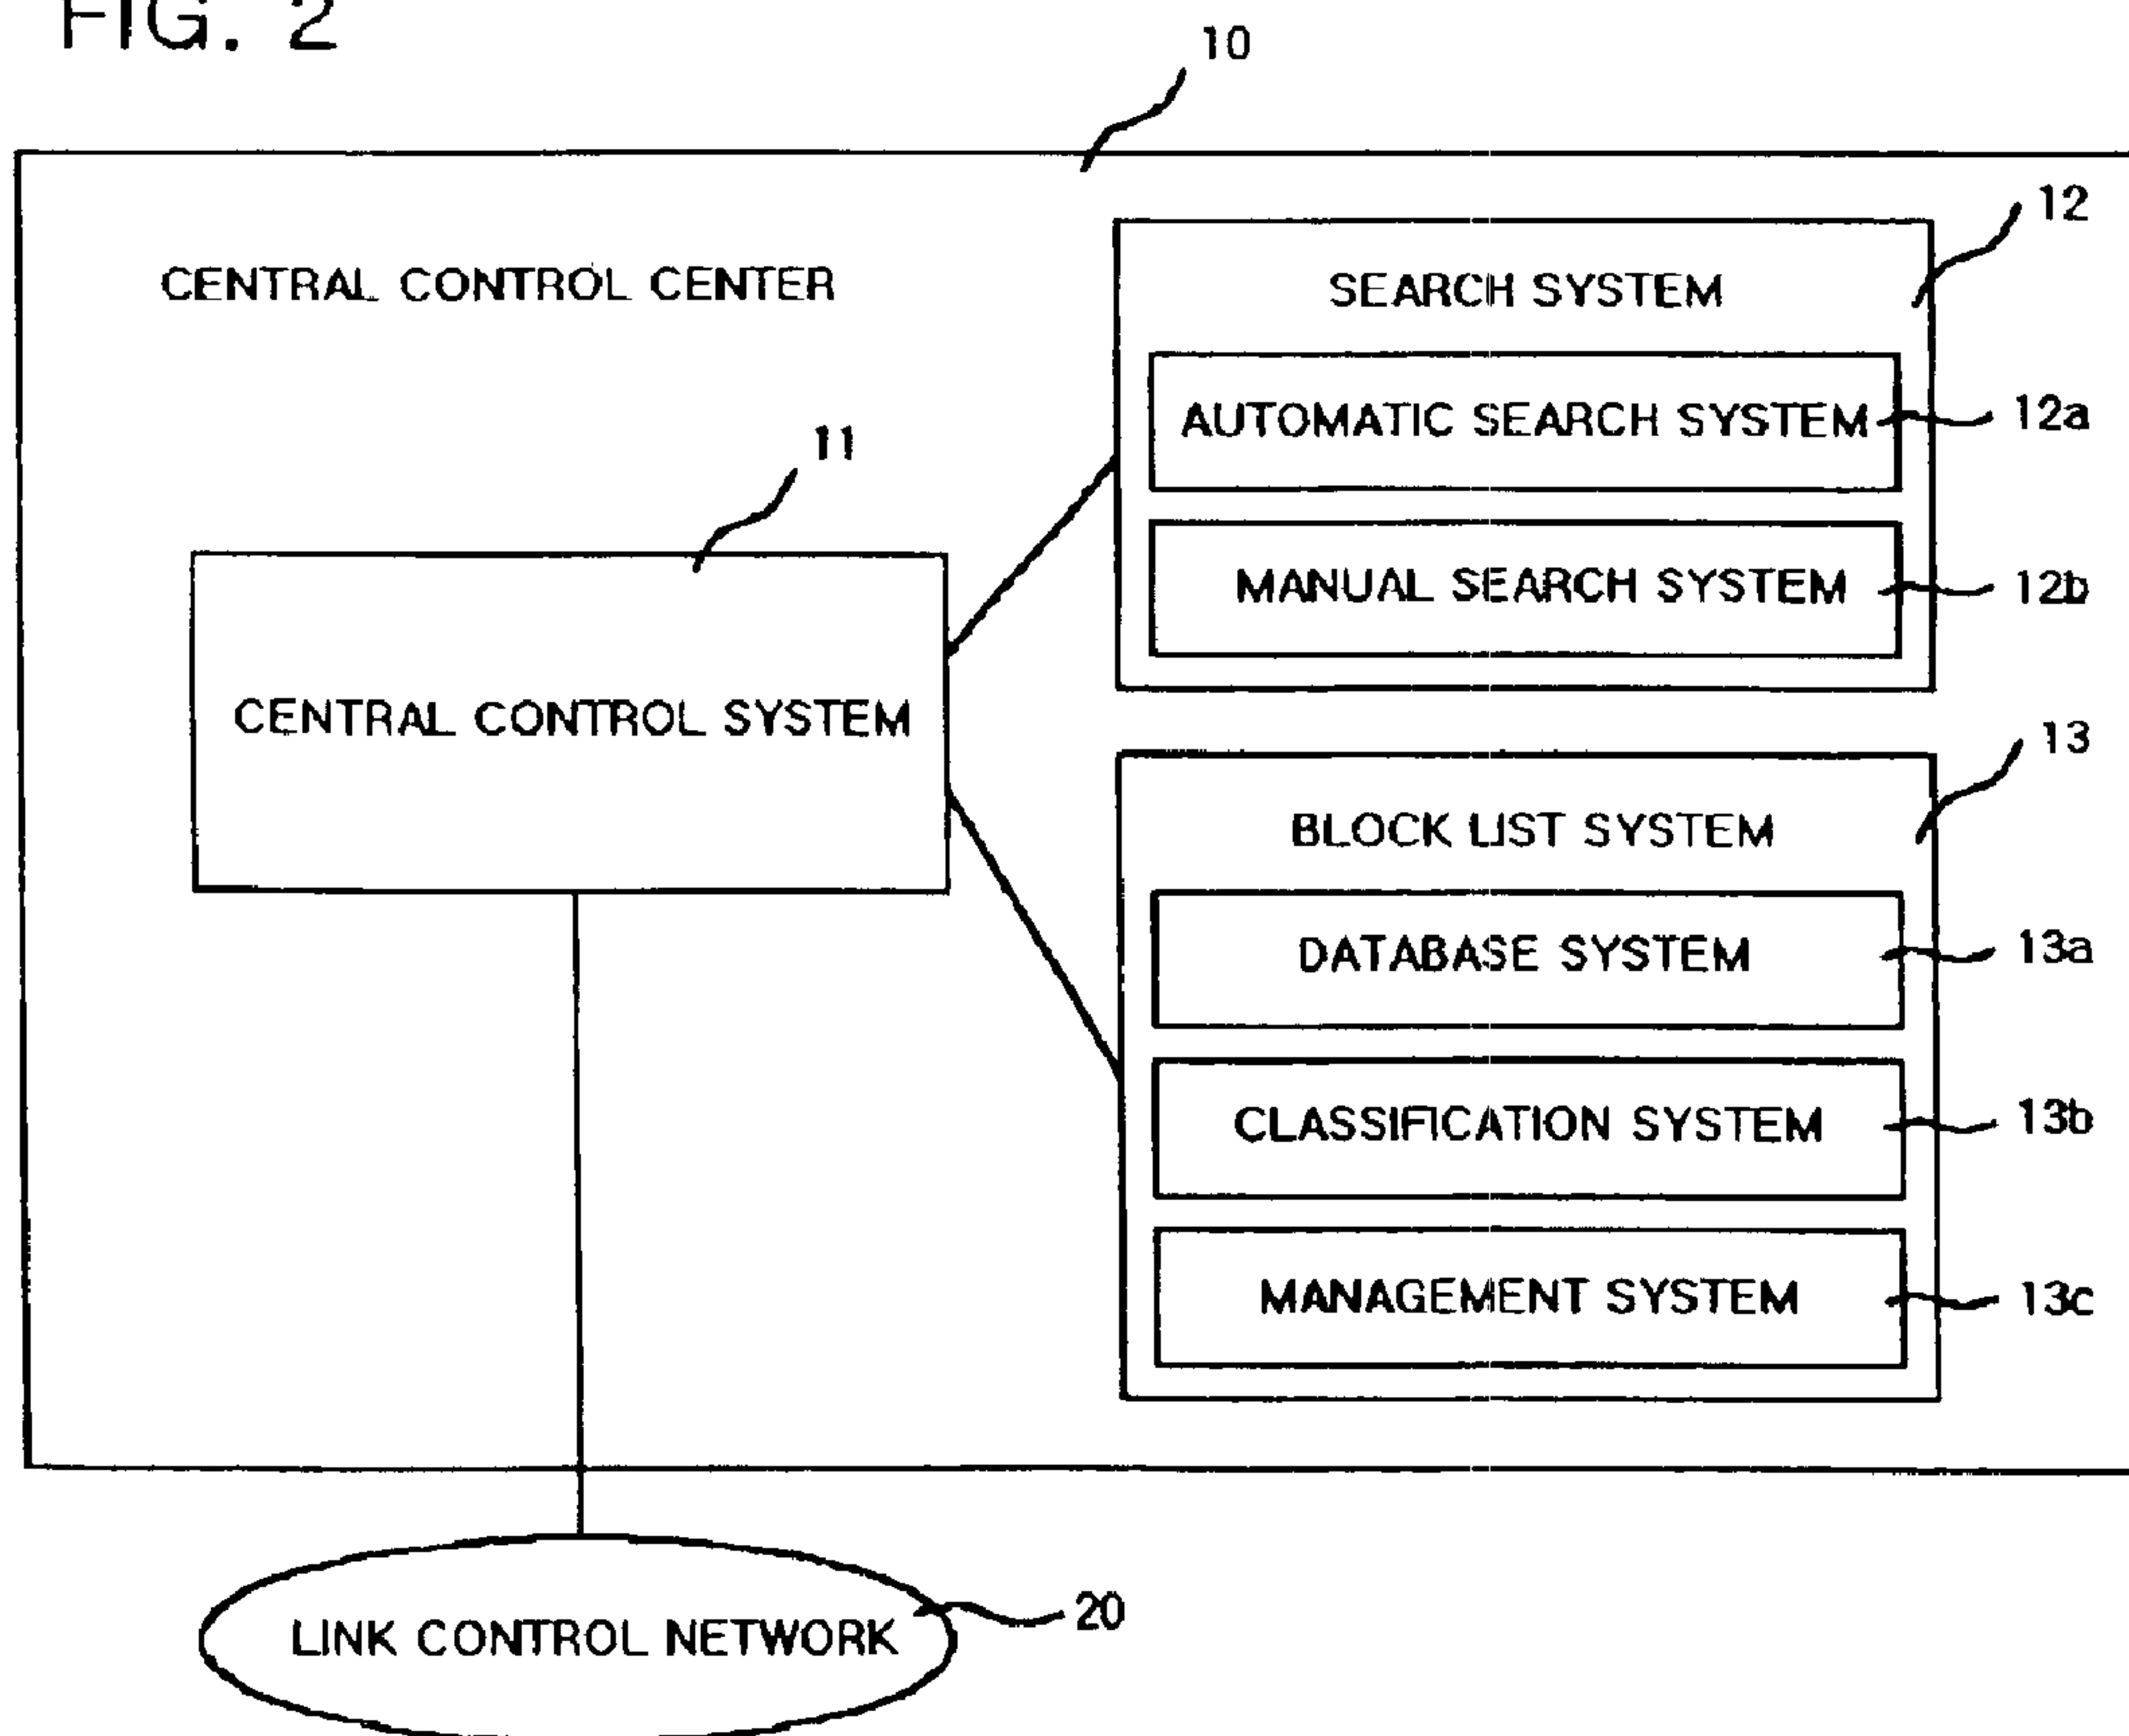 FIG. 2
10
CENTRAL CONTROL CENTER
12
SEARCH SYSTEM
AUTOMATIC SEARCH SYSTEM
12a
MANUAL SEARCH SYSTEM
12b
11
CENTRAL CONTROL SYSTEM
13
BLOCK LIST SYSTEM
DATABASE SYSTEM
13a
CLASSIFICATION SYSTEM
13b
MANAGEMENT SYSTEM
13c
LINK CONTROL NETWORK
20